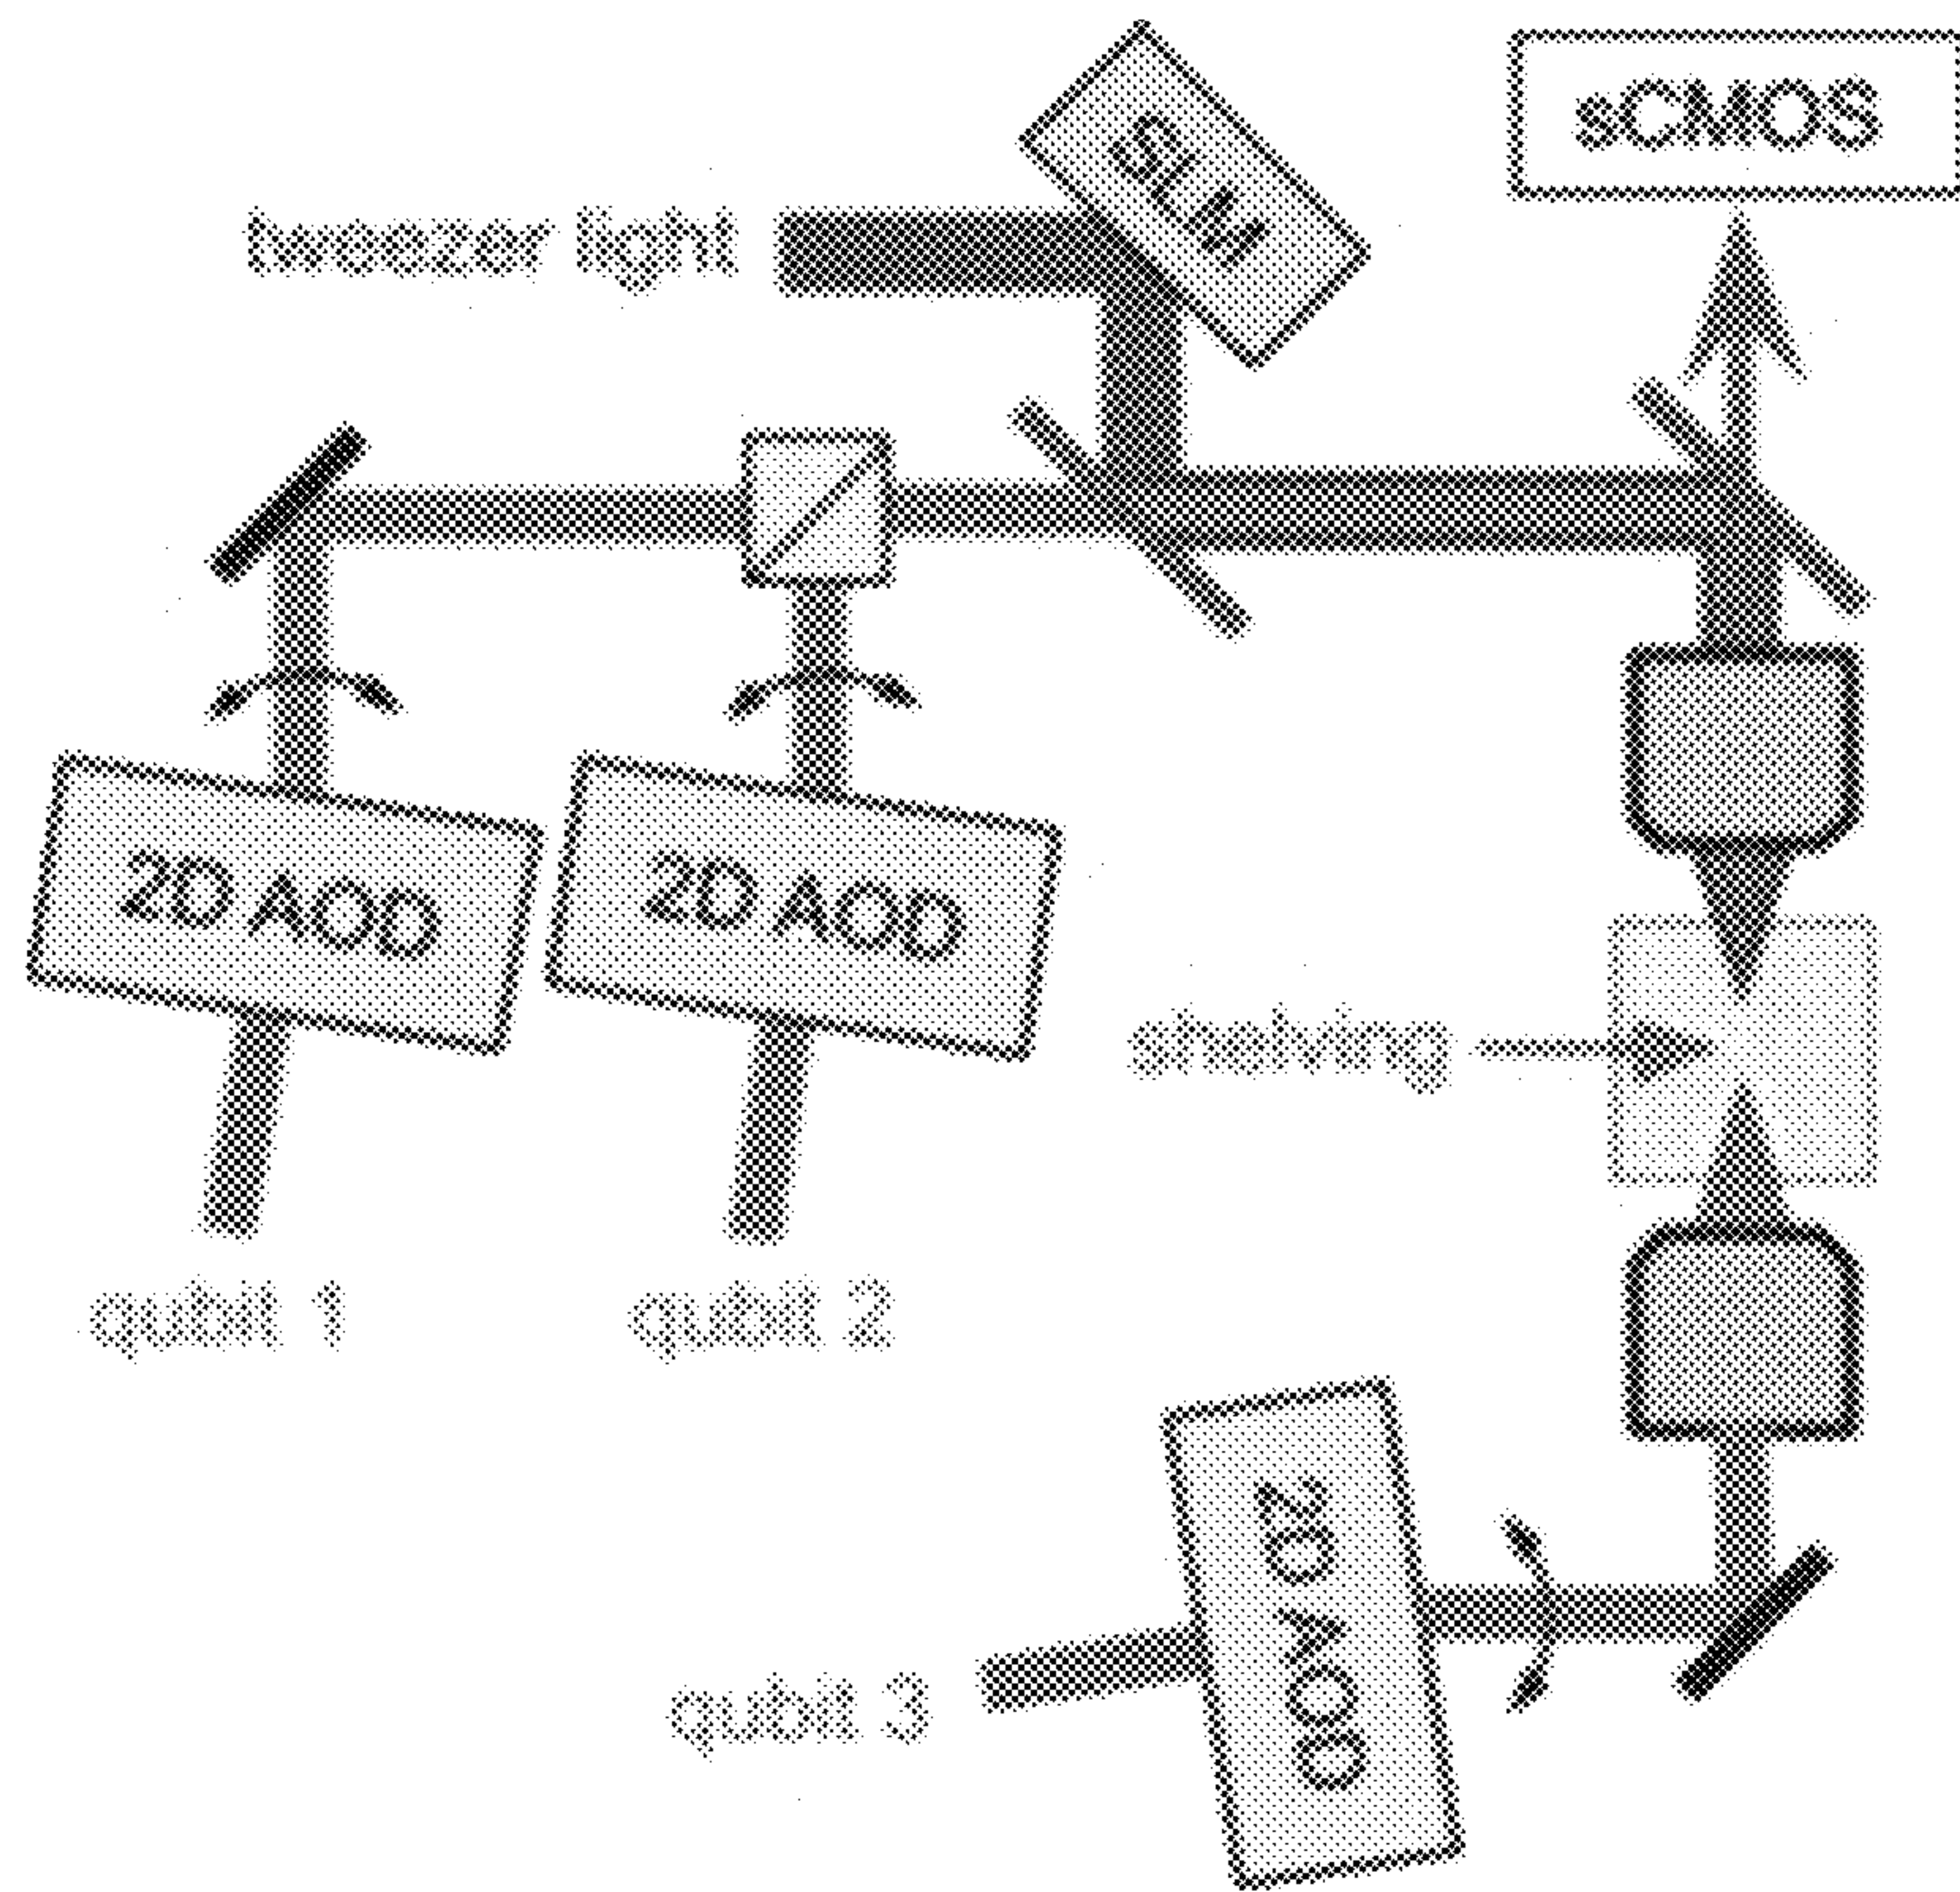 sCMOS
SLM
tweezer light
2D AOD
2D AOD
shelving
qubit 1
qubit 2
2D AOD
qubit 3